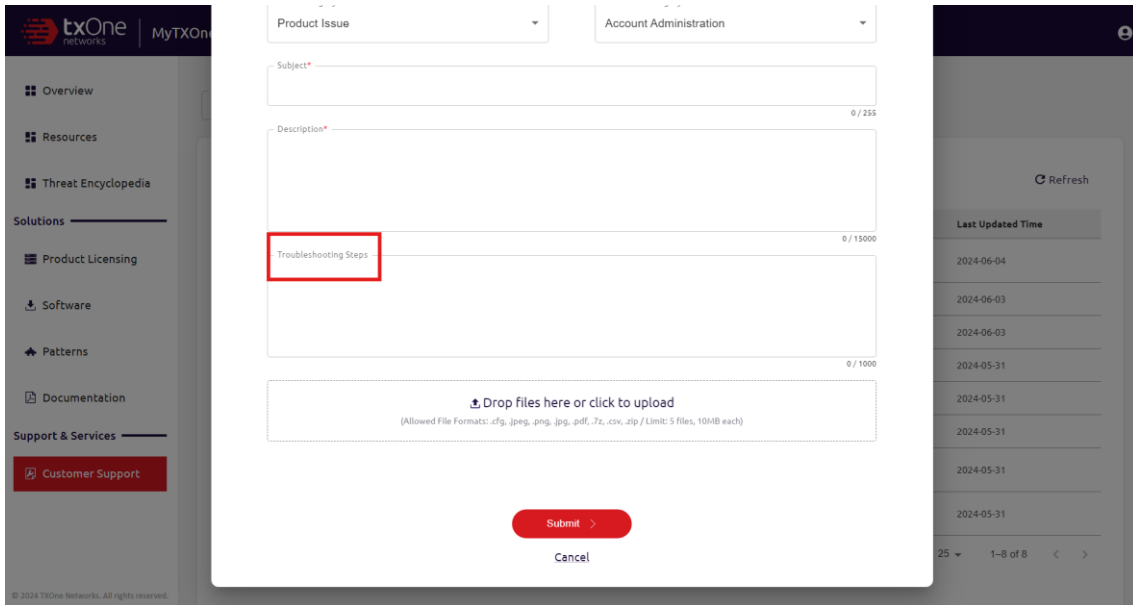 txOne
networks
MyTXOn
Overview
Resources
Threat Encyclopedia
Solutions
Product Licensing
Software
Patterns
Documentation
Support & Services
Customer Support
© 2024 TXOne Networks. All rights reserved.
Product Issue
Account Administration
Subject*
0 / 255
Description*
0 / 15000
Troubleshooting Steps
0 / 1000
Drop files here or click to upload
(Allowed File Formats: .cfg, .jpeg, .png, .jpg, .pdf, .7z, .csv, .zip / Limit: 5 files, 10MB each)
Submit
Cancel
Refresh
Last Updated Time
2024-06-04
2024-06-03
2024-06-03
2024-05-31
2024-05-31
2024-05-31
2024-05-31
2024-05-31
25 1–8 of 8